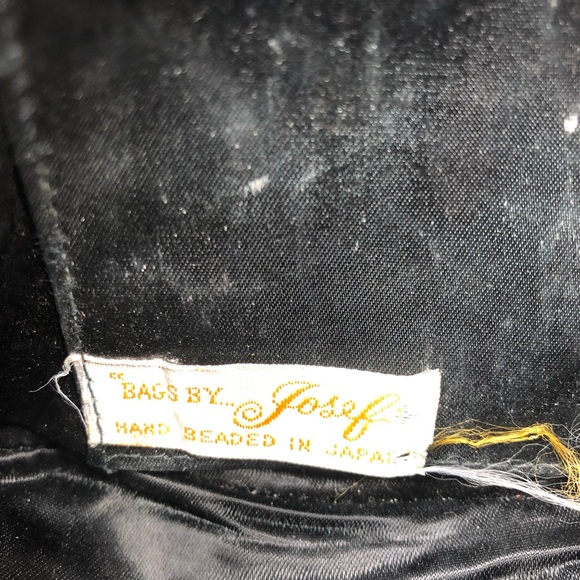 "BAGS BY... Josef"
HAND BEADED IN JAPAN